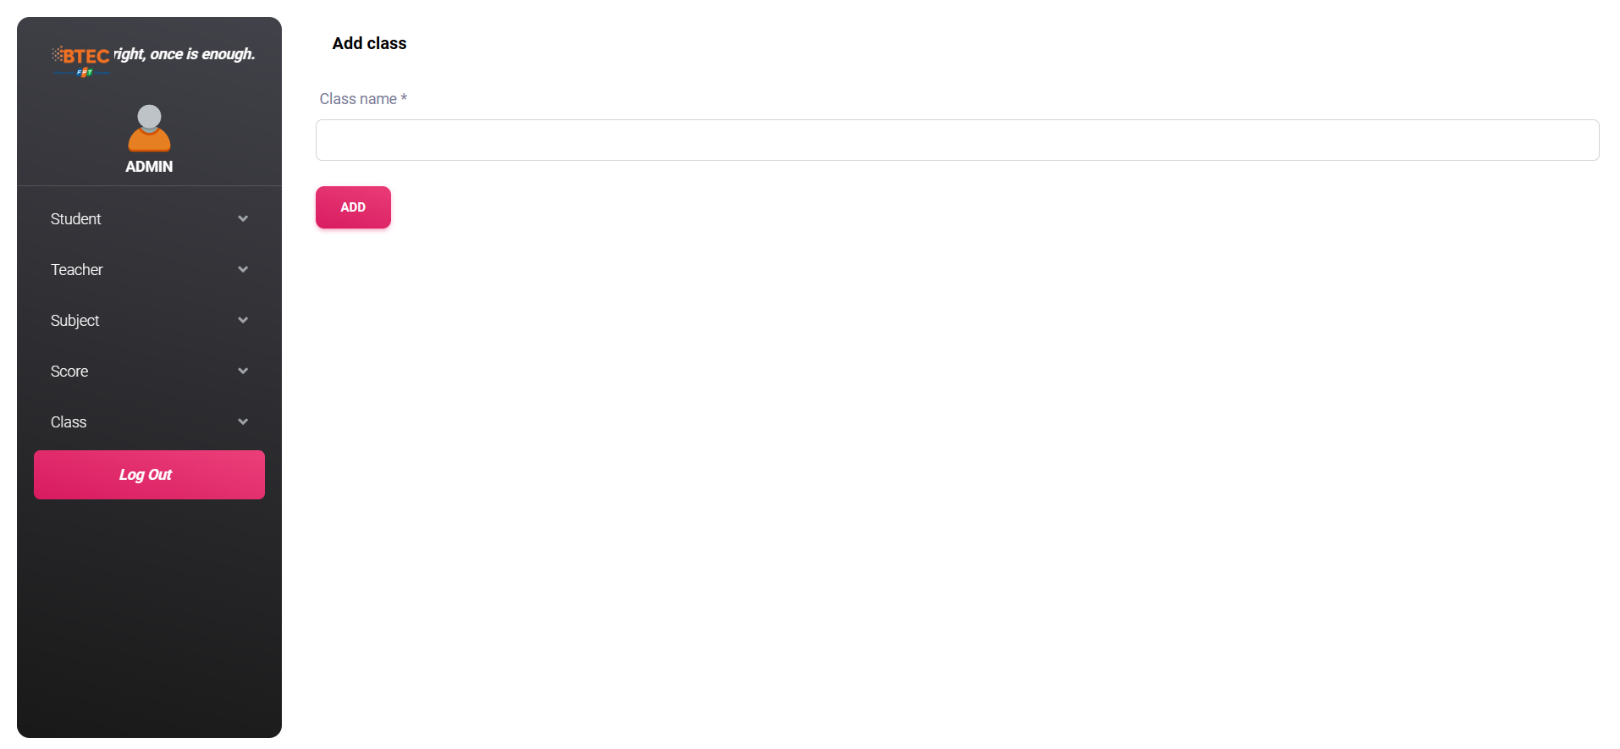 BTEC right, once is enough.
FPT
ADMIN
Student
Teacher
Subject
Score
Class
Log Out
Add class
Class name *
ADD